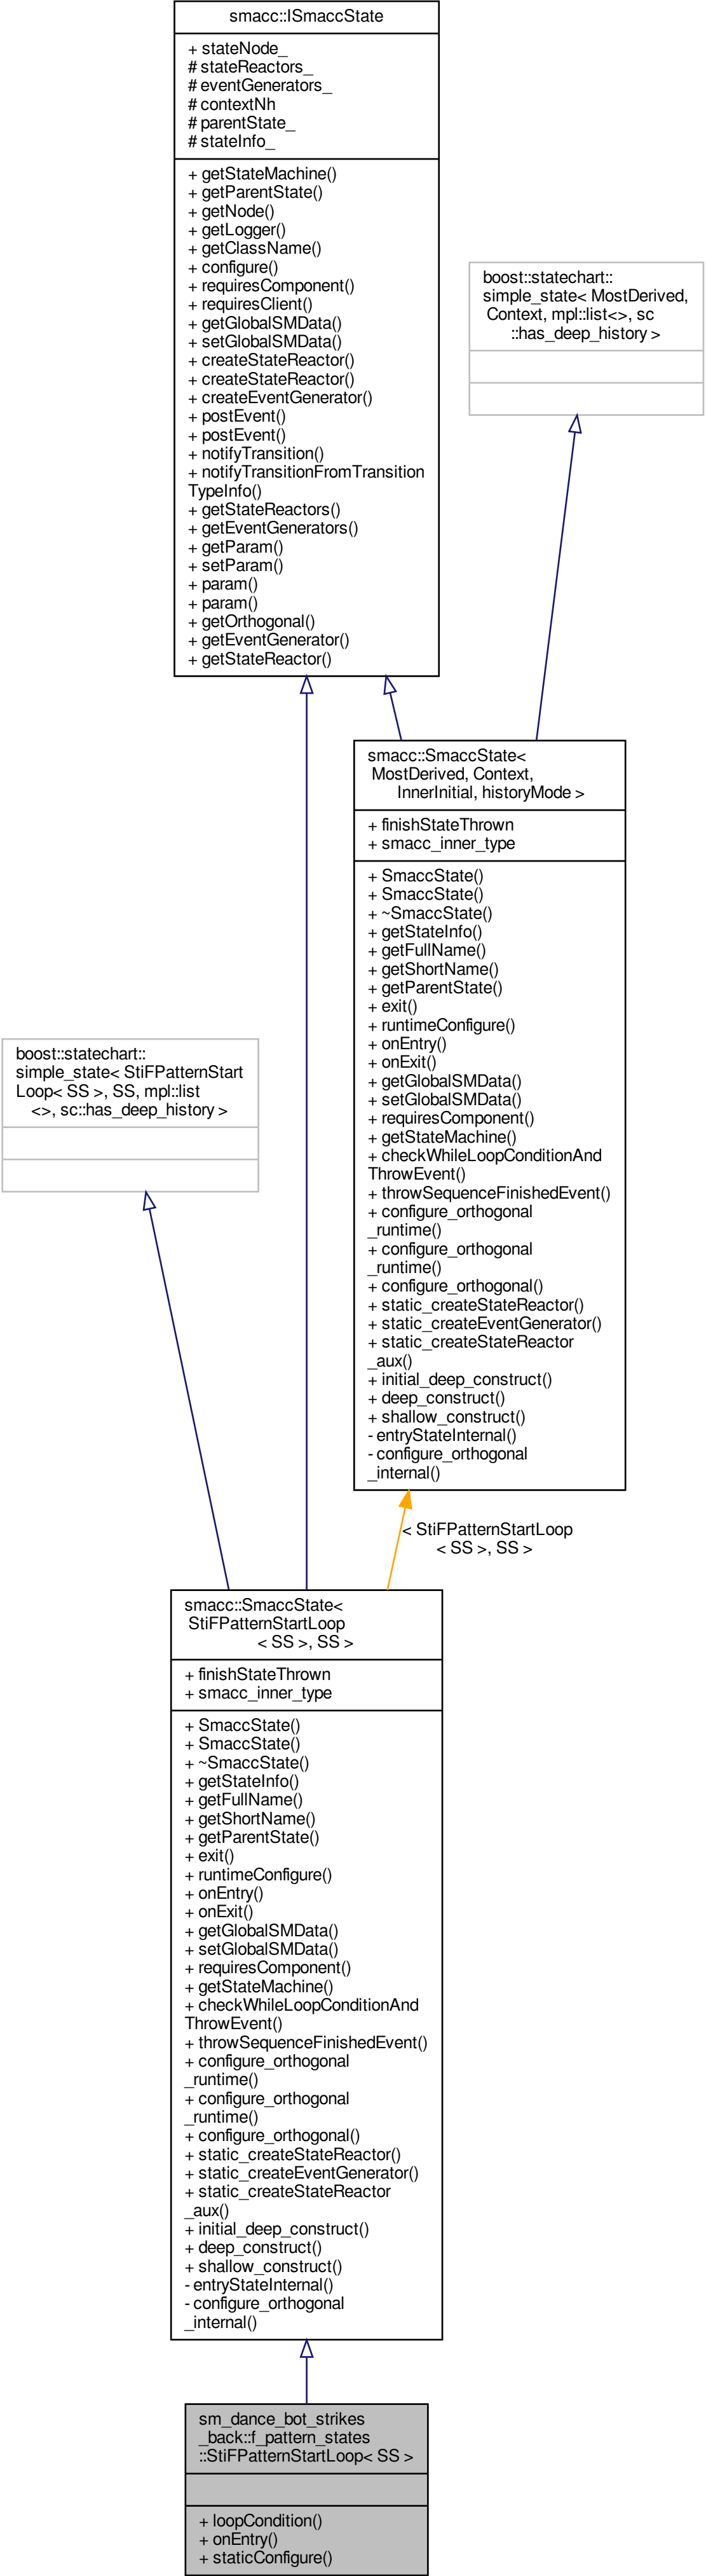 smacc::ISmaccState
+ stateNode_
# stateReactors_
# eventGenerators_
# contextNh
# parentState_
# stateInfo_
+ getStateMachine()
+ getParentState()
+ getNode()
+ getLogger()
+ getClassName()
+ configure()
+ requiresComponent()
+ requiresClient()
+ getGlobalSMData()
+ setGlobalSMData()
+ createStateReactor()
+ createStateReactor()
+ createEventGenerator()
+ postEvent()
+ postEvent()
+ notifyTransition()
+ notifyTransitionFromTransition
TypeInfo()
+ getStateReactors()
+ getEventGenerators()
+ getParam()
+ setParam()
+ param()
+ param()
+ getOrthogonal()
+ getEventGenerator()
+ getStateReactor()
boost::statechart::
simple_state< MostDerived,
Context, mpl::list<>, sc
::has_deep_history >
smacc::SmaccState<
MostDerived, Context,
InnerInitial, historyMode >
+ finishStateThrown
+ smacc_inner_type
+ SmaccState()
+ SmaccState()
+ ~SmaccState()
+ getStateInfo()
+ getFullName()
+ getShortName()
+ getParentState()
+ exit()
+ runtimeConfigure()
+ onEntry()
+ onExit()
+ getGlobalSMData()
+ setGlobalSMData()
+ requiresComponent()
+ getStateMachine()
+ checkWhileLoopConditionAnd
ThrowEvent()
+ throwSequenceFinishedEvent()
+ configure_orthogonal
_runtime()
+ configure_orthogonal
_runtime()
+ configure_orthogonal()
+ static_createStateReactor()
+ static_createEventGenerator()
+ static_createStateReactor
_aux()
+ initial_deep_construct()
+ deep_construct()
+ shallow_construct()
- entryStateInternal()
- configure_orthogonal
_internal()
boost::statechart::
simple_state< StiFPatternStart
Loop< SS >, SS, mpl::list
<>, sc::has_deep_history >
< StiFPatternStartLoop
< SS >, SS >
smacc::SmaccState<
StiFPatternStartLoop
< SS >, SS >
+ finishStateThrown
+ smacc_inner_type
+ SmaccState()
+ SmaccState()
+ ~SmaccState()
+ getStateInfo()
+ getFullName()
+ getShortName()
+ getParentState()
+ exit()
+ runtimeConfigure()
+ onEntry()
+ onExit()
+ getGlobalSMData()
+ setGlobalSMData()
+ requiresComponent()
+ getStateMachine()
+ checkWhileLoopConditionAnd
ThrowEvent()
+ throwSequenceFinishedEvent()
+ configure_orthogonal
_runtime()
+ configure_orthogonal
_runtime()
+ configure_orthogonal()
+ static_createStateReactor()
+ static_createEventGenerator()
+ static_createStateReactor
_aux()
+ initial_deep_construct()
+ deep_construct()
+ shallow_construct()
- entryStateInternal()
- configure_orthogonal
_internal()
sm_dance_bot_strikes
_back::f_pattern_states
::StiFPatternStartLoop< SS >
+ loopCondition()
+ onEntry()
+ staticConfigure()